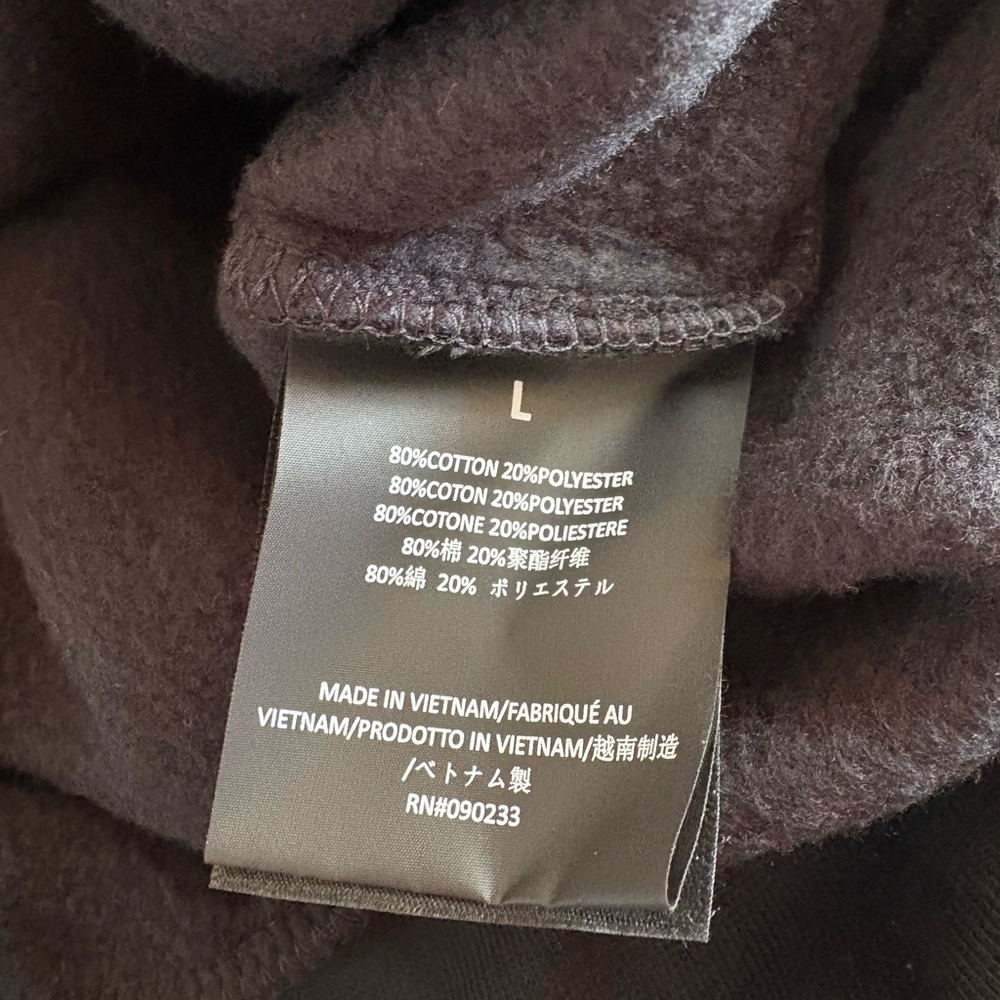 L
80%COTTON 20%POLYESTER
80%COTON 20%POLYESTER
80%COTONE 20%POLIESTERE
80%棉 20%聚酯纤维
80%綿 20% ポリエステル
MADE IN VIETNAM/FABRIQUÉ AU
VIETNAM/PRODOTTO IN VIETNAM/越南制造
/ベトナム製
RN#090233